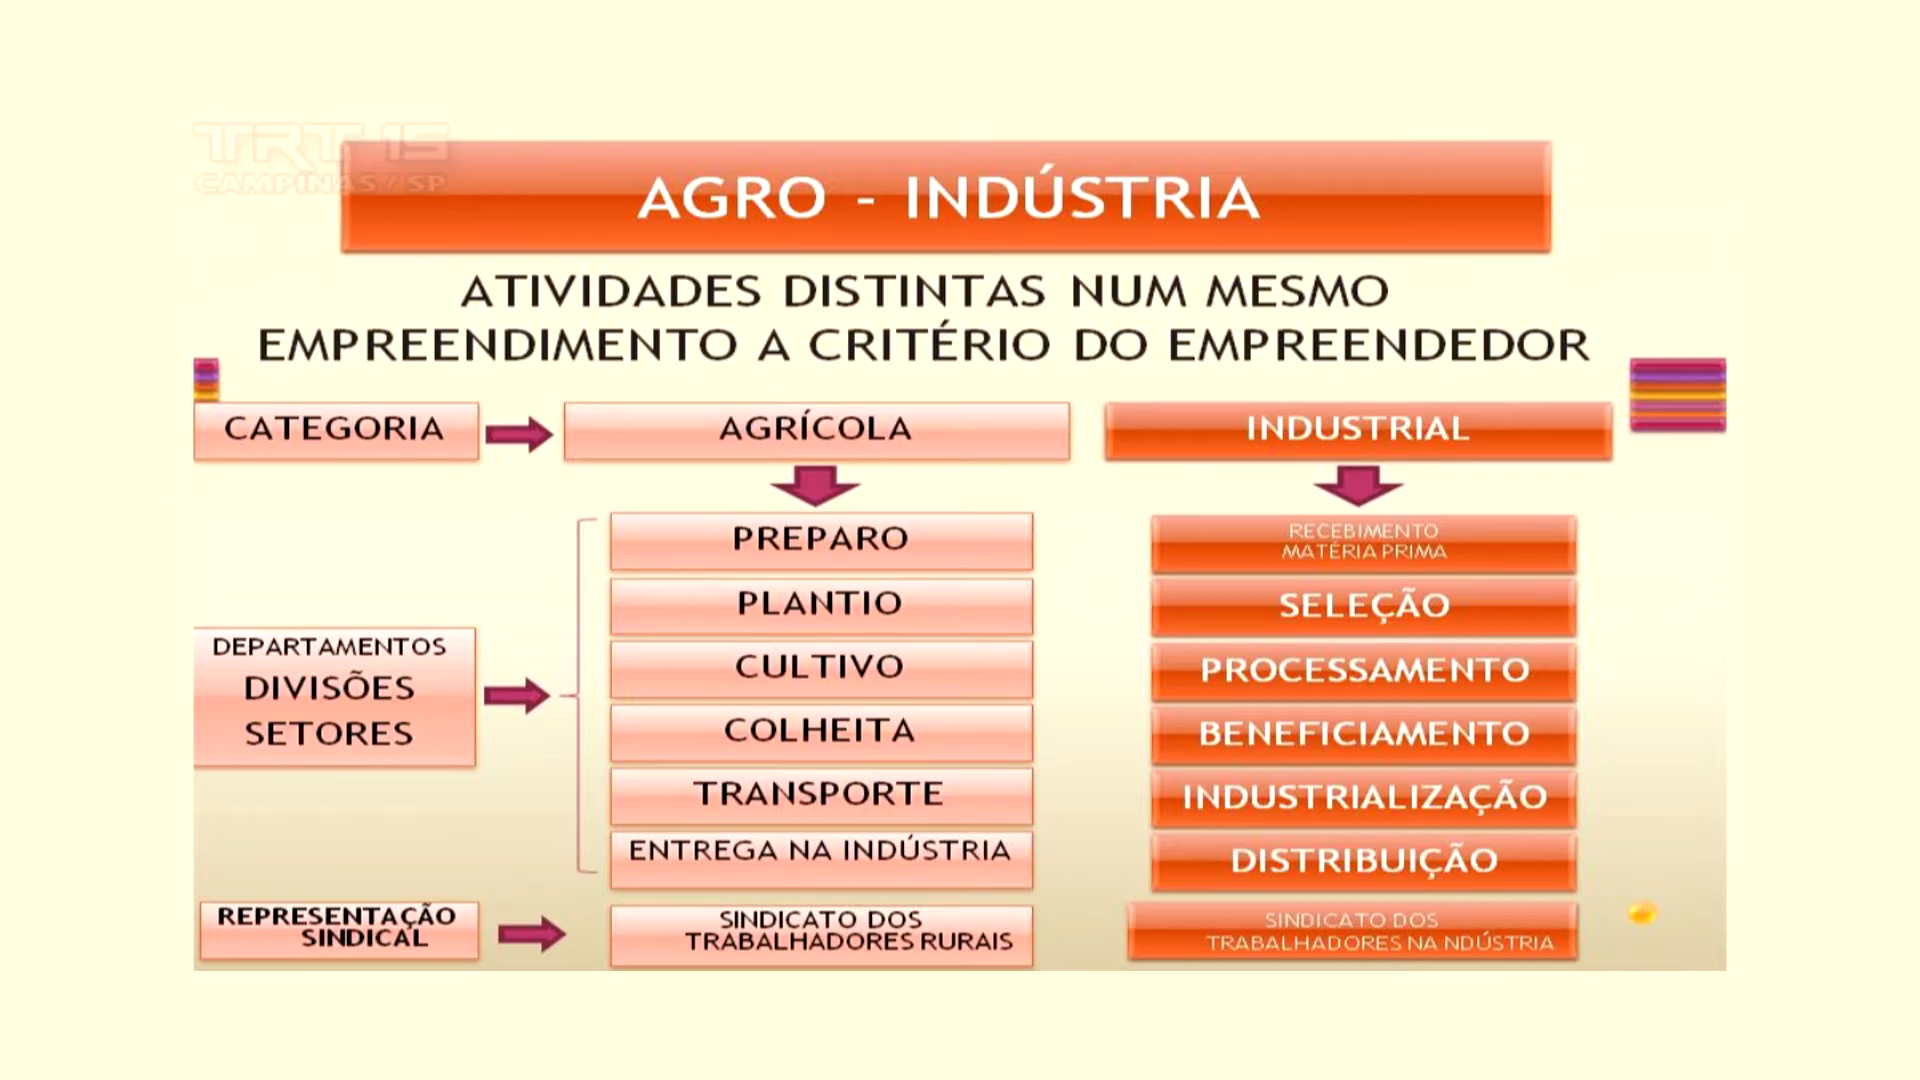 TRT 15
CAMPINAS / SP
AGRO - INDÚSTRIA
ATIVIDADES DISTINTAS NUM MESMO
EMPREENDIMENTO A CRITÉRIO DO EMPREENDEDOR
CATEGORIA
AGRÍCOLA
INDUSTRIAL
DEPARTAMENTOS
DIVISÕES
SETORES
PREPARO
PLANTIO
CULTIVO
COLHEITA
TRANSPORTE
ENTREGA NA INDÚSTRIA
RECEBIMENTO
MATÉRIA PRIMA
SELEÇÃO
PROCESSAMENTO
BENEFICIAMENTO
INDUSTRIALIZAÇÃO
DISTRIBUIÇÃO
REPRESENTAÇÃO
SINDICAL
SINDICATO DOS
TRABALHADORES RURAIS
SINDICATO DOS
TRABALHADORES NA NDÚSTRIA